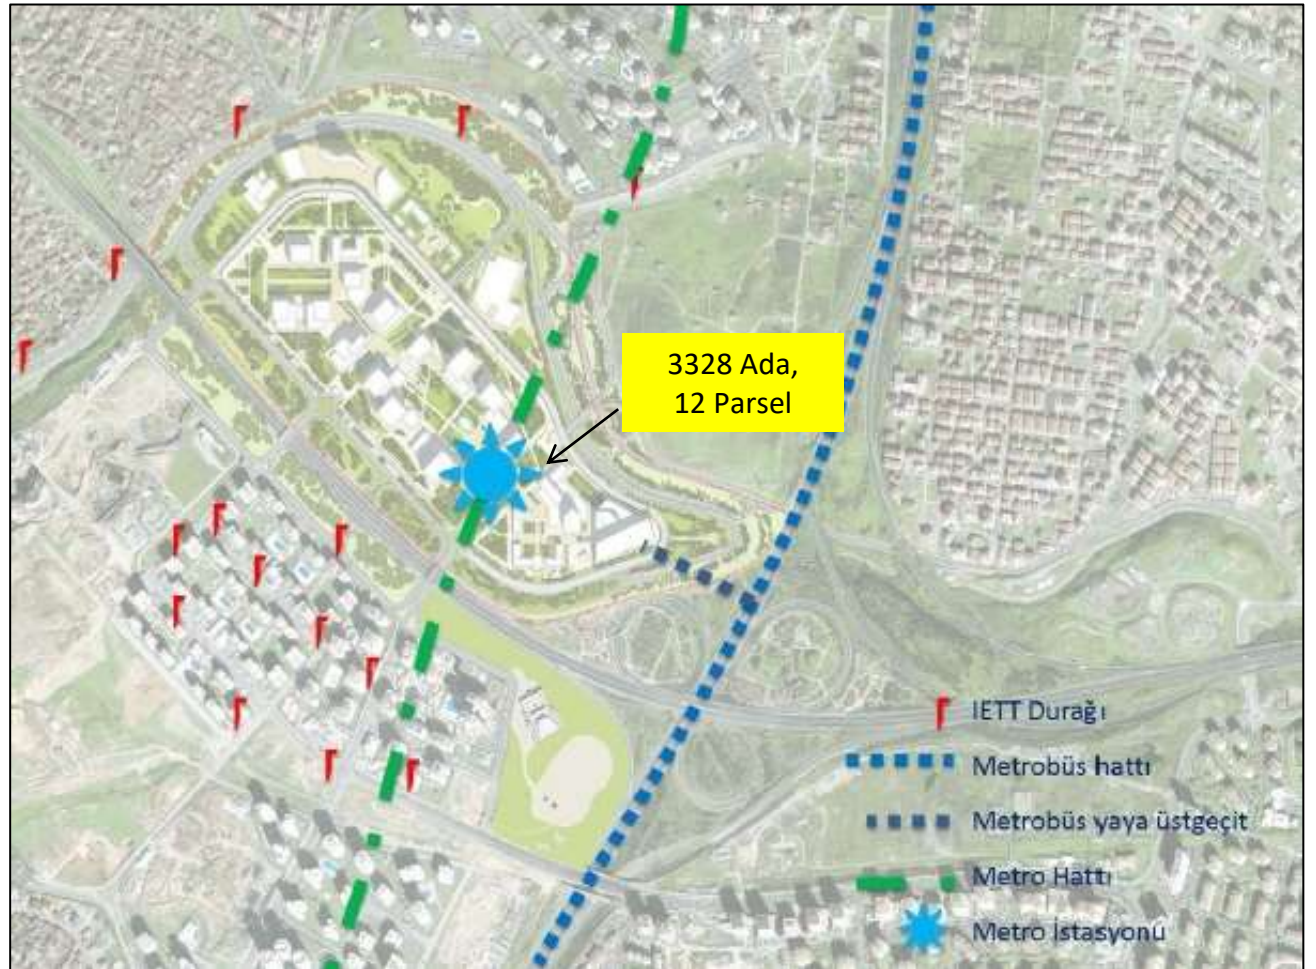 3328 Ada,
12 Parsel
IETT Durağı
Metrobüs hattı
Metrobüs yaya üstgeçit
Metro Hattı
Metro İstasyonu